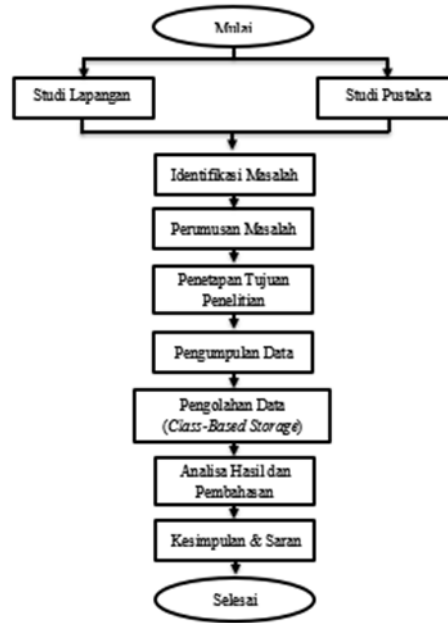 Mulai
Studi Lapangan
Studi Pustaka
Identifikasi Masalah
Perumusan Masalah
Penetapan Tujuan
Penelitian
Pengumpulan Data
Pengolahan Data
(Class-Based Storage)
Analisa Hasil dan
Pembahasan
Kesimpulan & Saran
Selesai